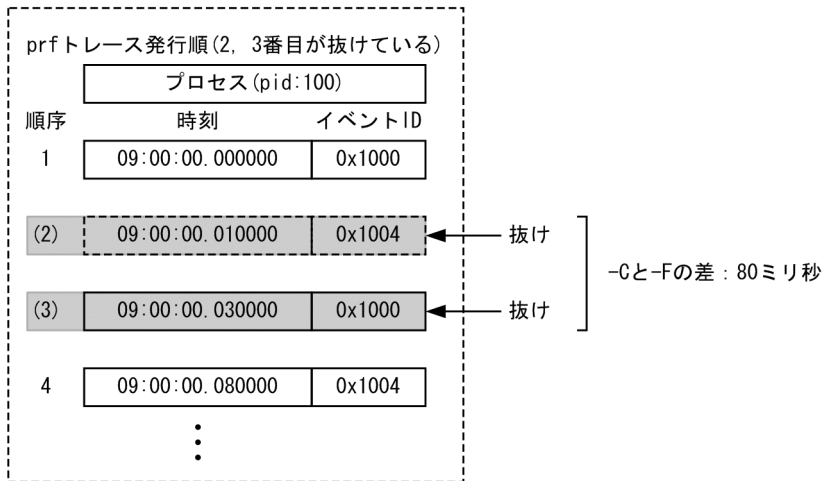 prfトレース発行順(2, 3番目が抜けている)
プロセス(pid:100)
順序 時刻 イベントID
1 09:00:00.000000 0x1000
(2) 09:00:00.010000 0x1004 抜け
-Cと-Fの差：80ミリ秒
(3) 09:00:00.030000 0x1000 抜け
4 09:00:00.080000 0x1004